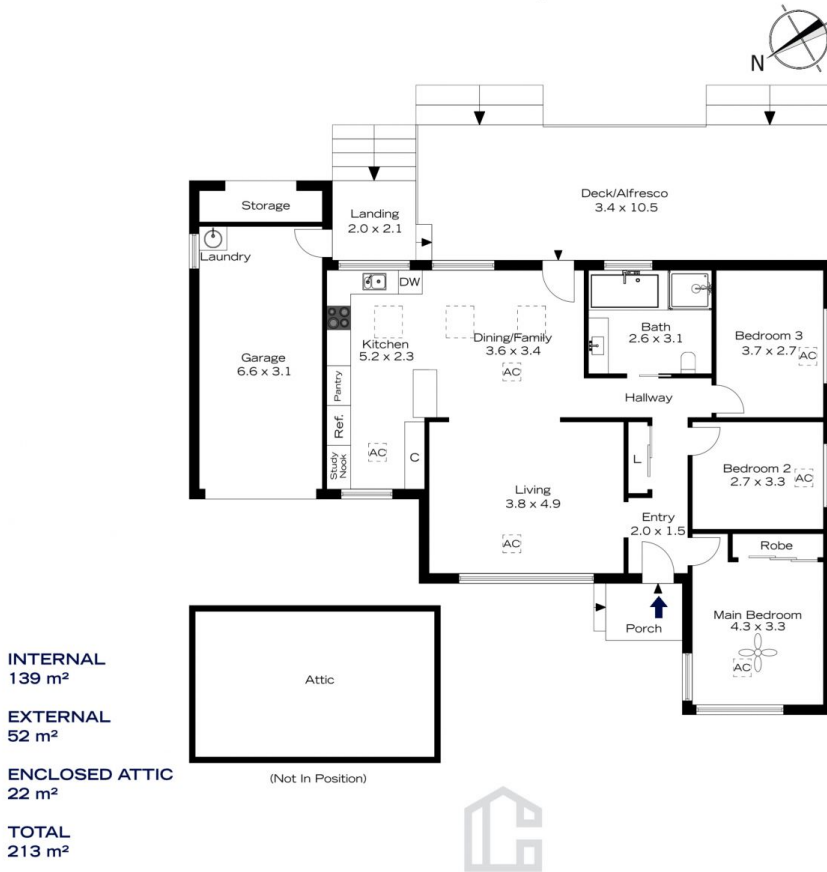 N
Storage
Landing
2.0 x 2.1
Deck/Alfresco
3.4 x 10.5
Laundry
DW
Kitchen
5.2 x 2.3
Dining/Family
3.6 x 3.4
AC
Bath
2.6 x 3.1
Bedroom 3
3.7 x 2.7
AC
Garage
6.6 x 3.1
Pantry
Ref.
Study
Nook
AC
C
Hallway
L
Living
3.8 x 4.9
AC
Bedroom 2
2.7 x 3.3
AC
Entry
2.0 x 1.5
Robe
Porch
Main Bedroom
4.3 x 3.3
AC
Attic
(Not In Position)
INTERNAL
139 m²
EXTERNAL
52 m²
ENCLOSED ATTIC
22 m²
TOTAL
213 m²